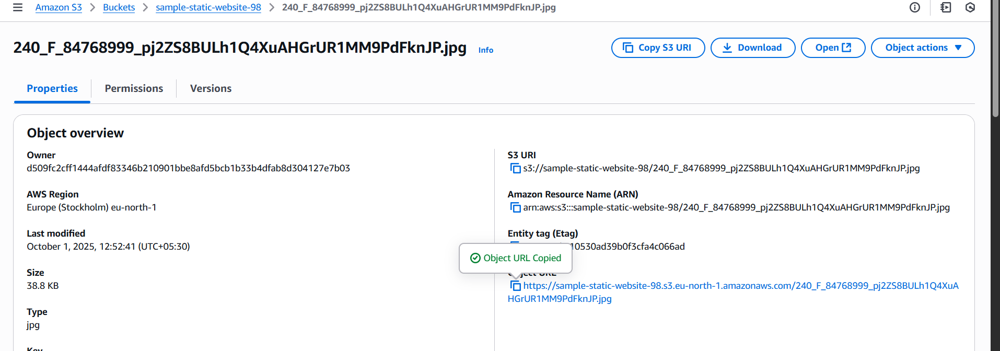 Amazon S3 > Buckets > sample-static-website-98 > 240_F_84768999_pj2ZS8BULh1Q4XuAHGrUR1MM9PdFknJP.jpg
240_F_84768999_pj2ZS8BULh1Q4XuAHGrUR1MM9PdFknJP.jpg Info
Copy S3 URI Download Open Object actions
Properties Permissions Versions
Object overview
Owner
d509fc2cff1444afdf83346b210901bbe8afd5bcb1b33b4dfab8d304127e7b03
AWS Region
Europe (Stockholm) eu-north-1
Last modified
October 1, 2025, 12:52:41 (UTC+05:30)
Size
38.8 KB
Type
jpg
Key
S3 URI
s3://sample-static-website-98/240_F_84768999_pj2ZS8BULh1Q4XuAHGrUR1MM9PdFknJP.jpg
Amazon Resource Name (ARN)
arn:aws:s3:::sample-static-website-98/240_F_84768999_pj2ZS8BULh1Q4XuAHGrUR1MM9PdFknJP.jpg
Entity tag (Etag)
10530ad39b0f3cfa4c066ad
Object URL Copied
Object URL
https://sample-static-website-98.s3.eu-north-1.amazonaws.com/240_F_84768999_pj2ZS8BULh1Q4XuA
HGrUR1MM9PdFknJP.jpg